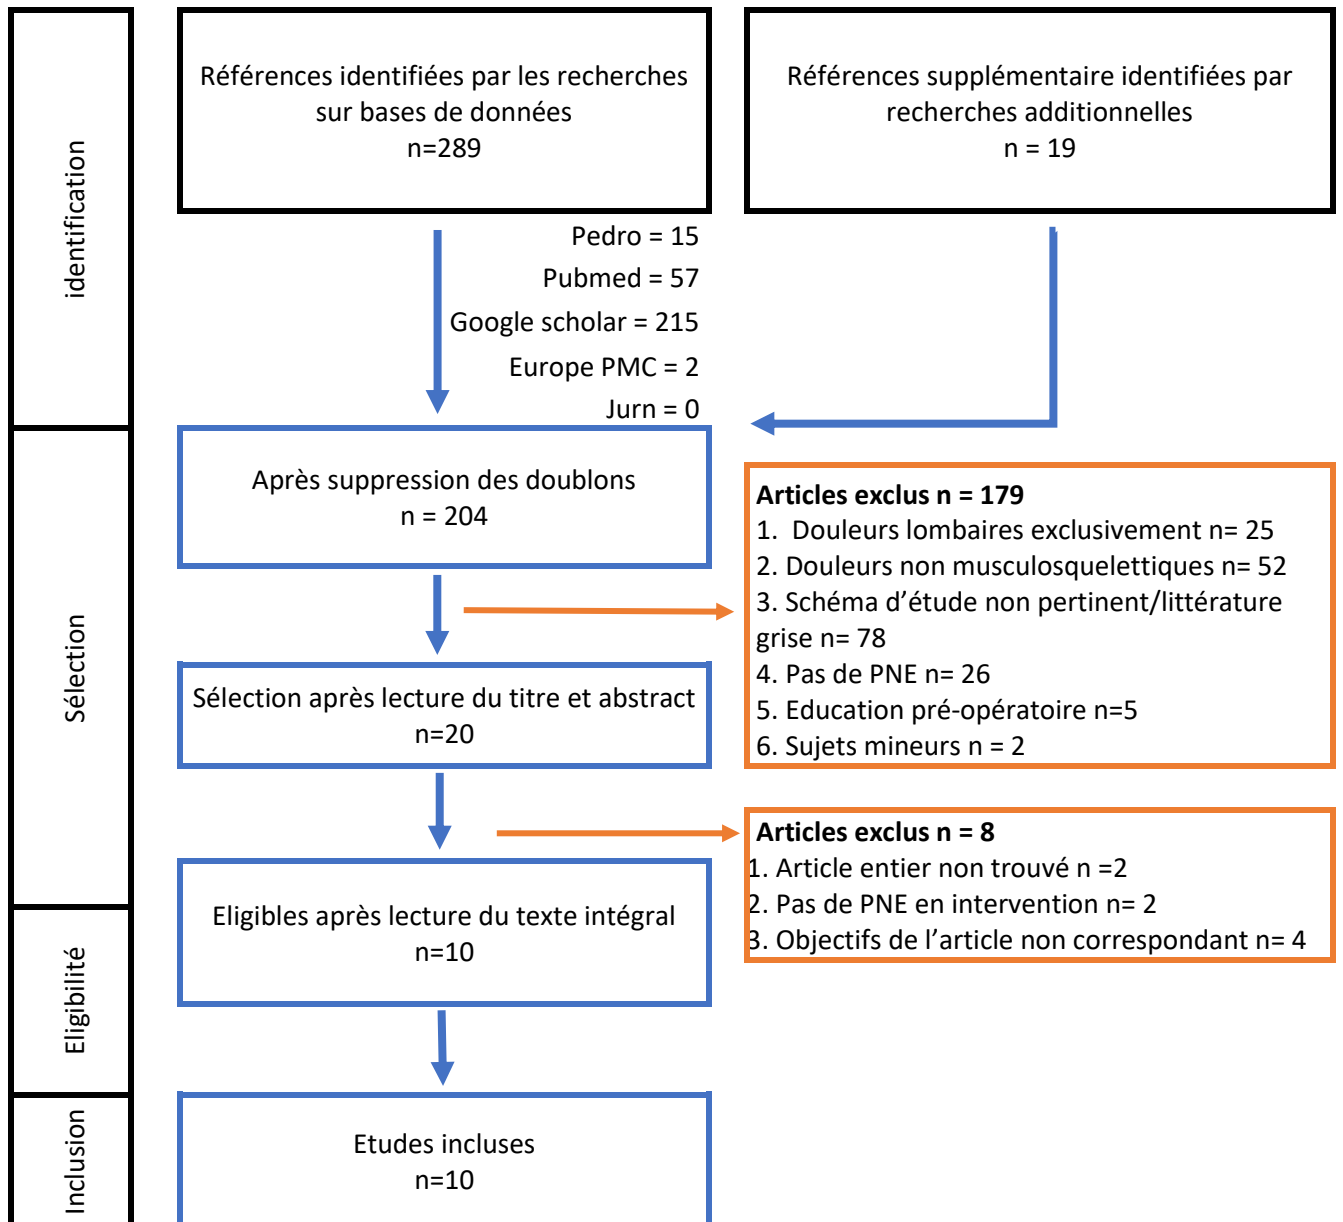 identification
Références identifiées par les recherches
sur bases de données
n=289
Références supplémentaire identifiées par
recherches additionnelles
n = 19
Pedro = 15
Pubmed = 57
Google scholar = 215
Europe PMC = 2
Jurn = 0
Sélection
Après suppression des doublons
n = 204
Articles exclus n = 179
1. Douleurs lombaires exclusivement n= 25
2. Douleurs non musculosquelettiques n= 52
3. Schéma d'étude non pertinent/littérature
grise n= 78
4. Pas de PNE n= 26
5. Education pré-opératoire n=5
6. Sujets mineurs n = 2
Sélection après lecture du titre et abstract
n=20
Articles exclus n = 8
1. Article entier non trouvé n =2
2. Pas de PNE en intervention n= 2
3. Objectifs de l'article non correspondant n= 4
Eligibilité
Eligibles après lecture du texte intégral
n=10
Inclusion
Etudes incluses
n=10